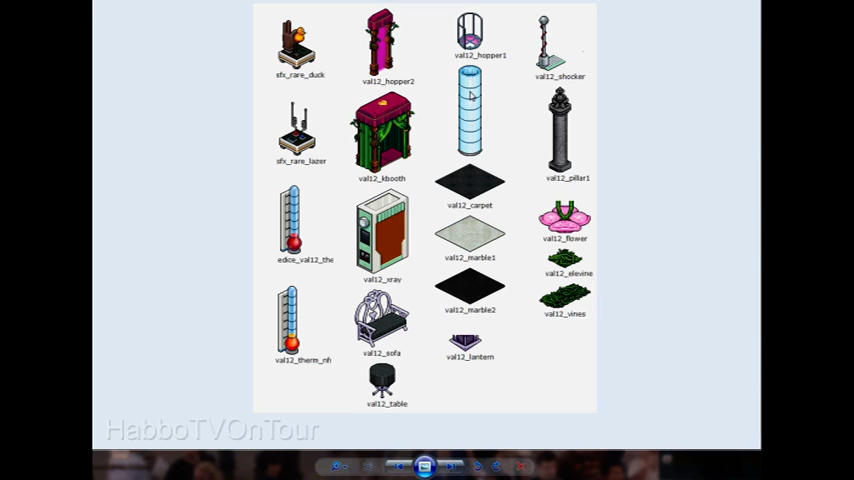 sfx_rare_duck
val12_hopper2
val12_hopper1
val12_shocker
sfx_rare_lazer
val12_kbooth
val12_pillar1
val12_carpet
edice_val12_the
val12_xray
val12_marble1
val12_flower
val12_elevine
val12_marble2
val12_vines
val12_therm_nfi
val12_sofa
val12_lantern
val12_table
HabboTVOnTour